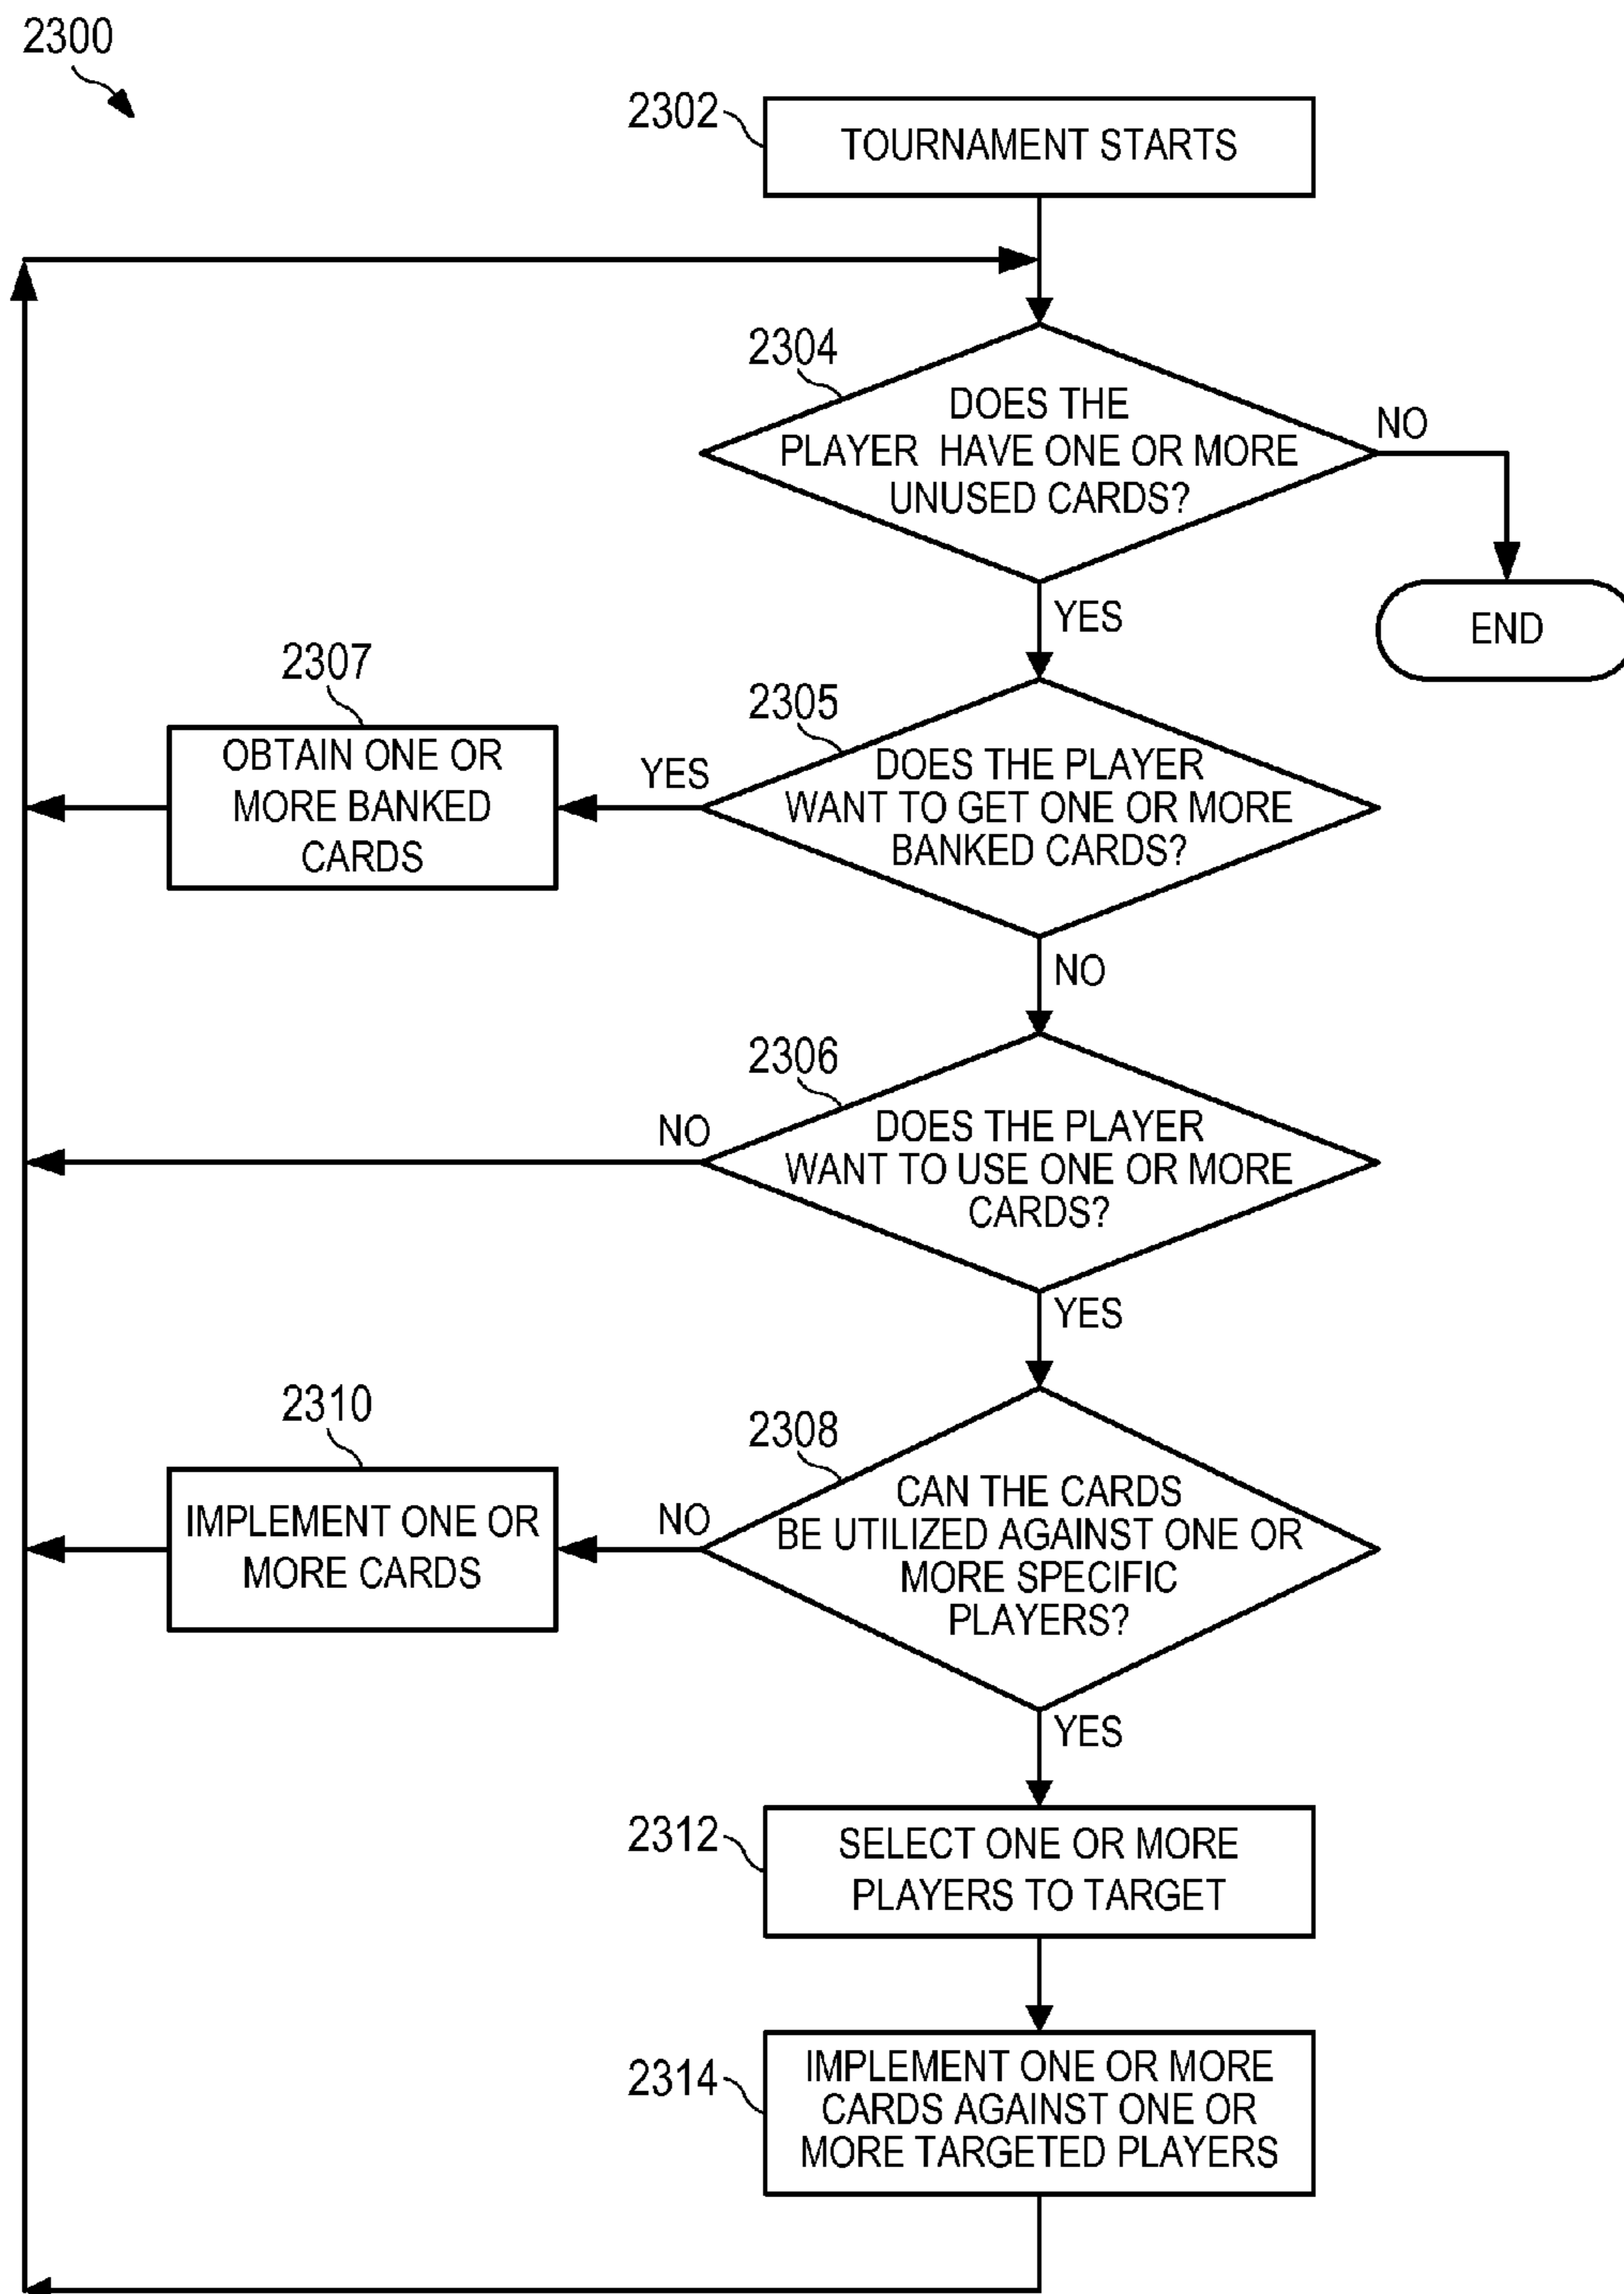 2300
2302
TOURNAMENT STARTS
2304
DOES THE
PLAYER HAVE ONE OR MORE
UNUSED CARDS?
NO
END
YES
2305
DOES THE PLAYER
WANT TO GET ONE OR MORE
BANKED CARDS?
YES
2307
OBTAIN ONE OR
MORE BANKED
CARDS
NO
2306
DOES THE PLAYER
WANT TO USE ONE OR MORE
CARDS?
NO
YES
2308
CAN THE CARDS
BE UTILIZED AGAINST ONE OR
MORE SPECIFIC
PLAYERS?
NO
2310
IMPLEMENT ONE OR
MORE CARDS
YES
2312
SELECT ONE OR MORE
PLAYERS TO TARGET
2314
IMPLEMENT ONE OR MORE
CARDS AGAINST ONE OR
MORE TARGETED PLAYERS